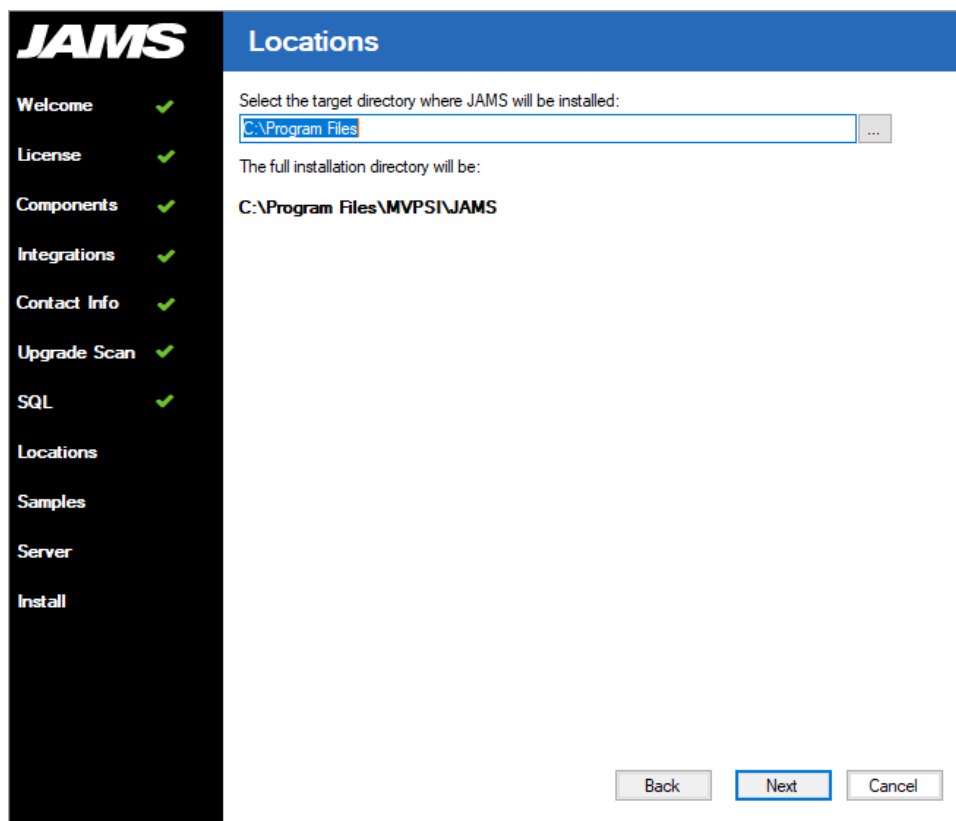 JAMS
Locations
Welcome
License
Components
Integrations
Contact Info
Upgrade Scan
SQL
Locations
Samples
Server
Install
Select the target directory where JAMS will be installed:
C:\Program Files
...
The full installation directory will be:
C:\Program Files\MVPSI\JAMS
Back
Next
Cancel